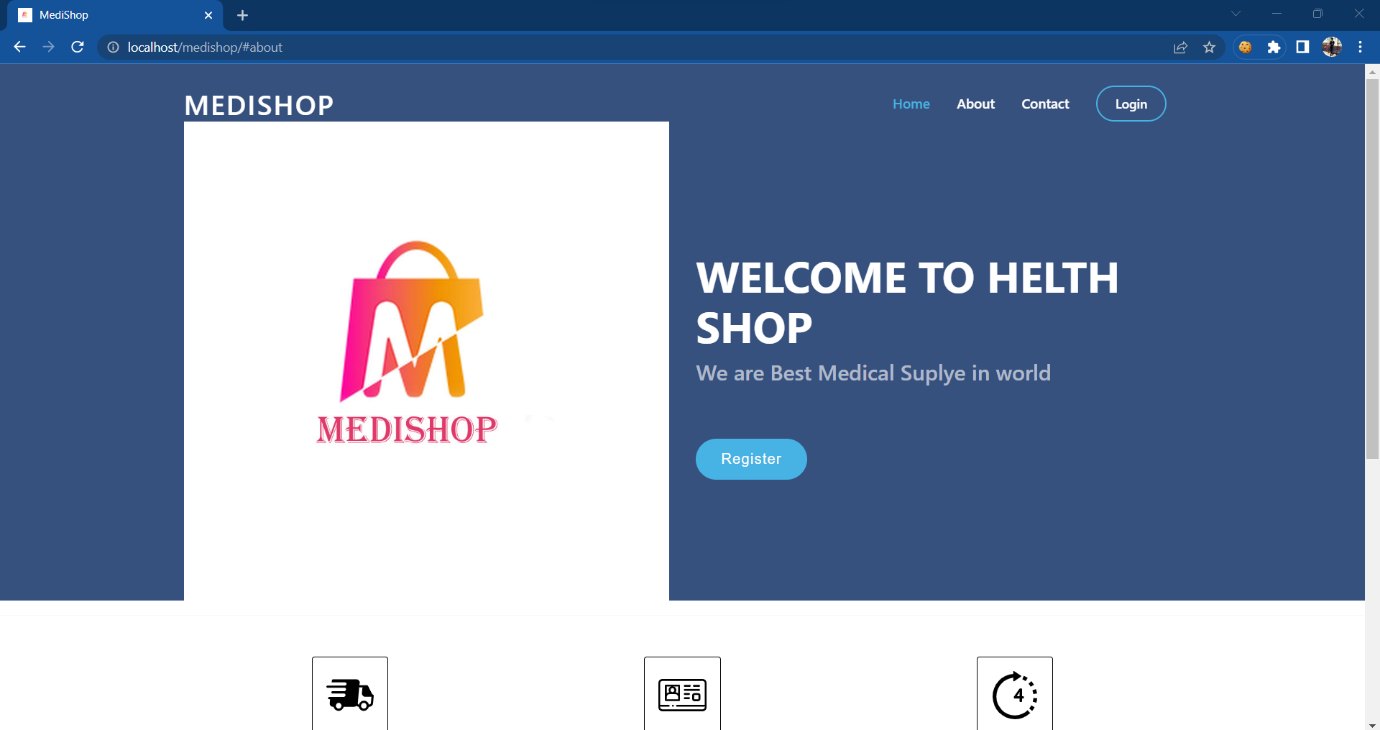 MediShop
localhost/medishop/#about
MEDISHOP
Home About Contact Login
M
MEDISHOP
WELCOME TO HELTH
SHOP
We are Best Medical Suplye in world
Register
4